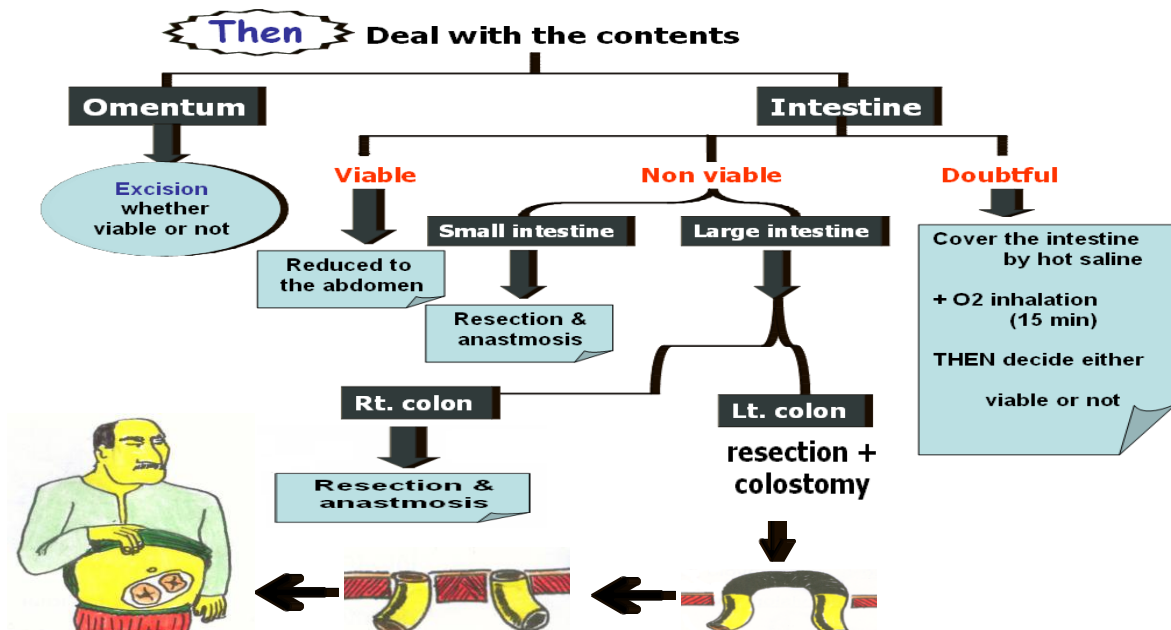 Then Deal with the contents
Omentum
Intestine
Excision
whether
viable or not
Viable
Non viable
Doubtful
Small intestine
Large intestine
Reduced to
the abdomen
Resection &
anastmosis
Cover the intestine
by hot saline
+ O2 inhalation
(15 min)
THEN decide either
viable or not
Rt. colon
Lt. colon
Resection &
anastmosis
resection +
colostomy